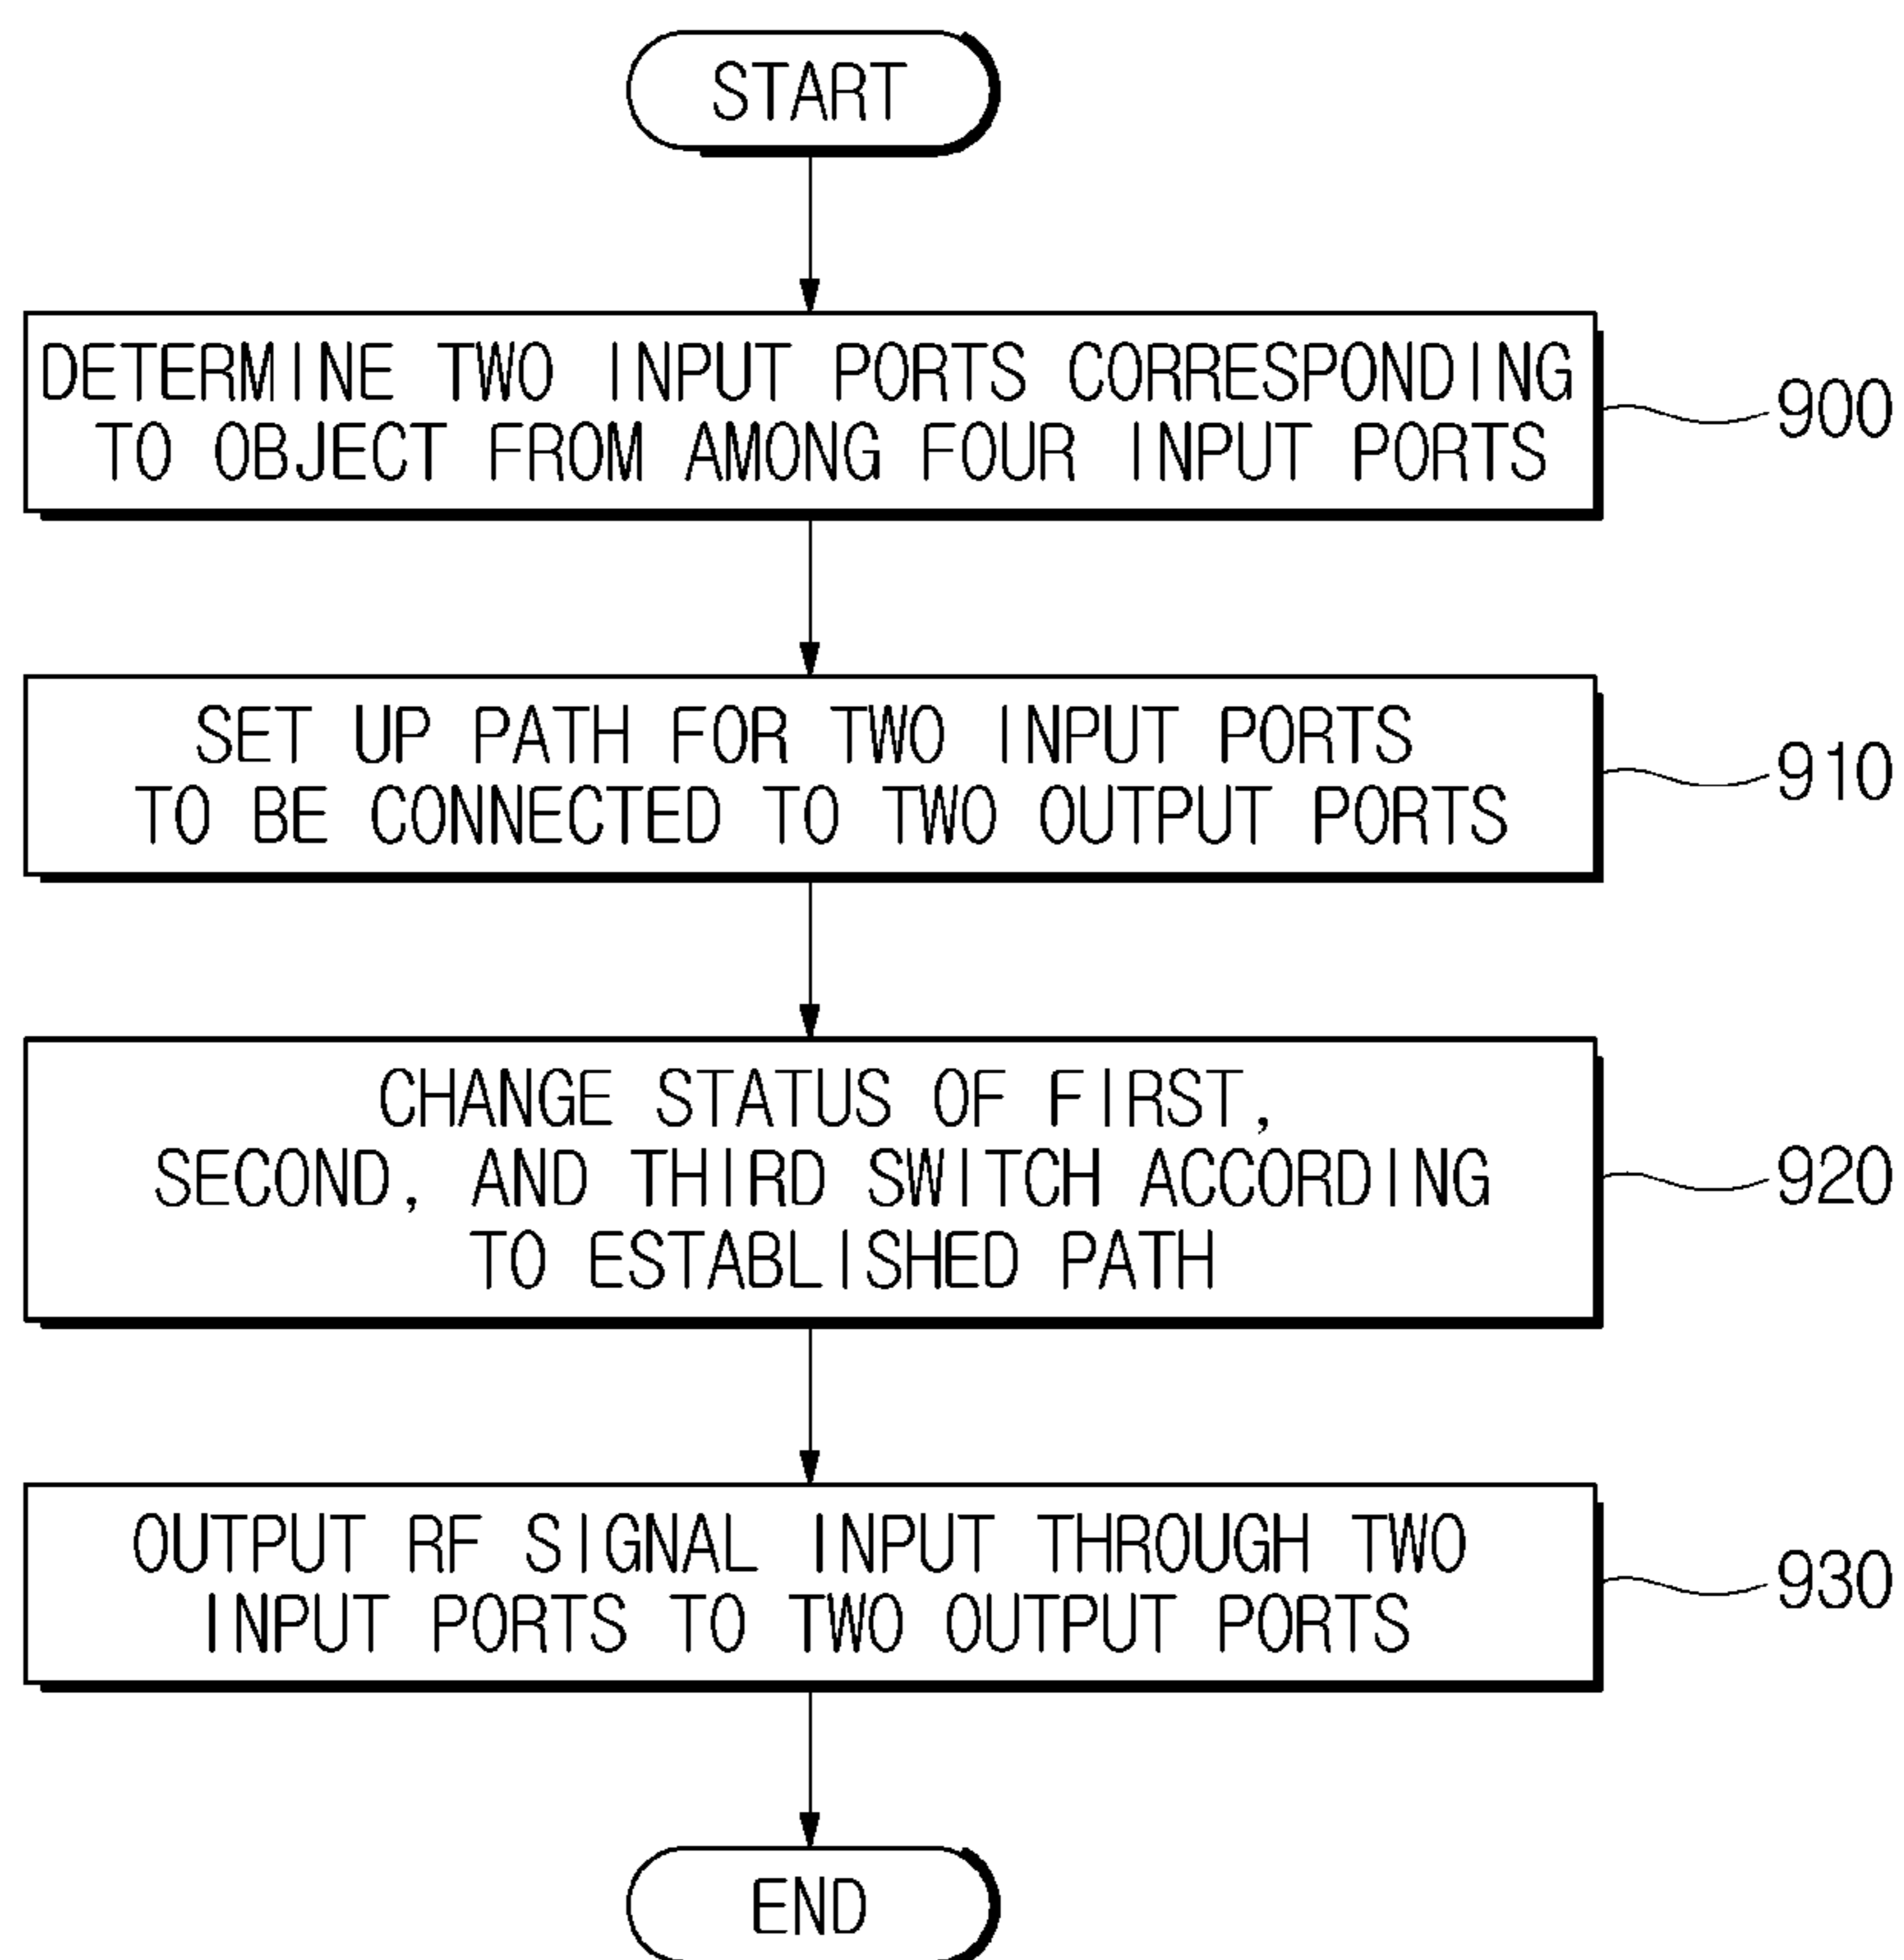 START
DETERMINE TWO INPUT PORTS CORRESPONDING
TO OBJECT FROM AMONG FOUR INPUT PORTS
900
SET UP PATH FOR TWO INPUT PORTS
TO BE CONNECTED TO TWO OUTPUT PORTS
910
CHANGE STATUS OF FIRST,
SECOND, AND THIRD SWITCH ACCORDING
TO ESTABLISHED PATH
920
OUTPUT RF SIGNAL INPUT THROUGH TWO
INPUT PORTS TO TWO OUTPUT PORTS
930
END